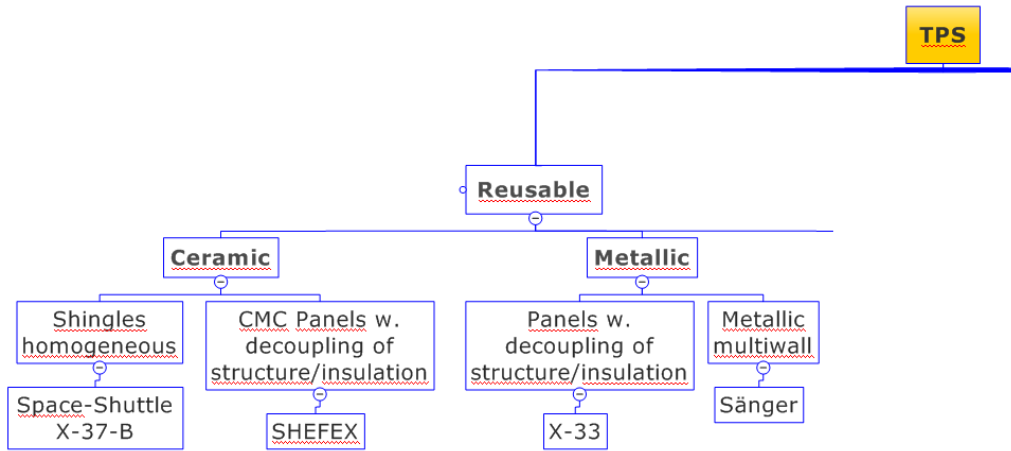 TPS
Reusable
Ceramic
Metallic
Shingles
homogeneous
CMC Panels w.
decoupling of
structure/insulation
Panels w.
decoupling of
structure/insulation
Metallic
multiwall
Space-Shuttle
X-37-B
SHEFEX
X-33
Sänger